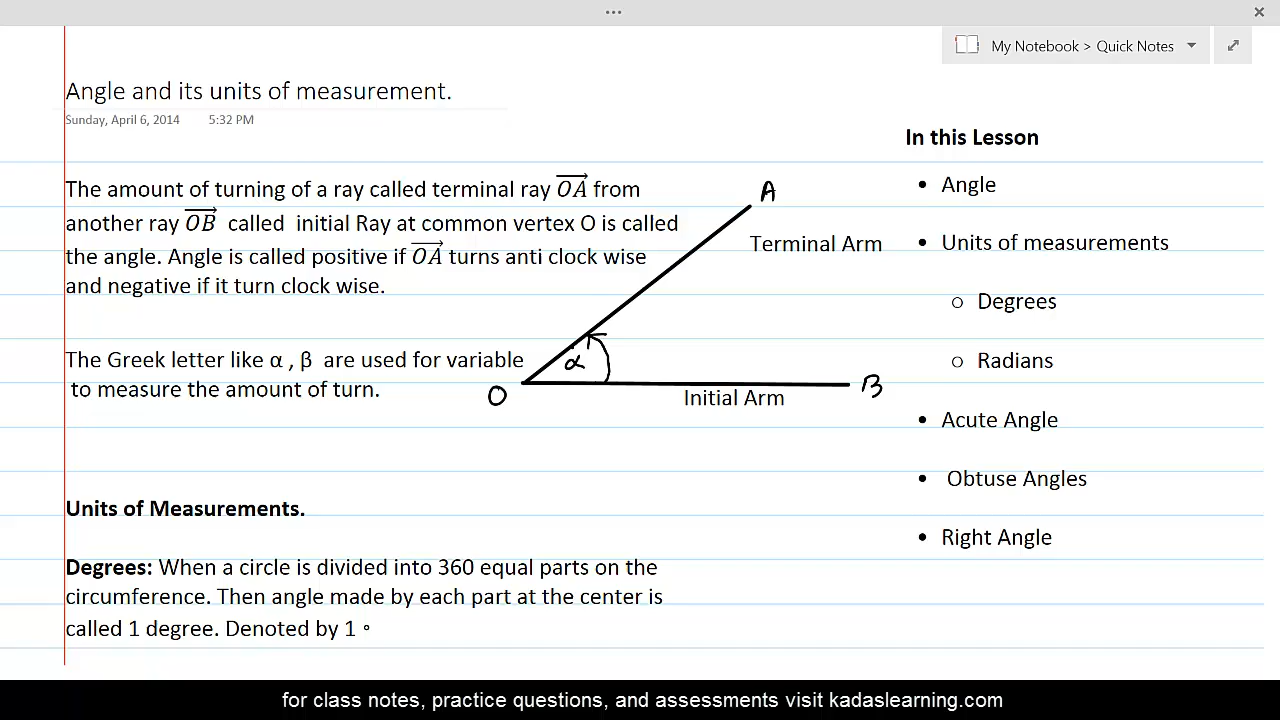 ...
My Notebook > Quick Notes
Angle and its units of measurement.
Sunday, April 6, 2014 5:32 PM
The amount of turning of a ray called terminal ray \overrightarrow{OA} from
another ray \overrightarrow{OB} called initial Ray at common vertex O is called
the angle. Angle is called positive if \overrightarrow{OA} turns anti clock wise
and negative if it turn clock wise.
The Greek letter like α , β are used for variable
to measure the amount of turn.
A
Terminal Arm
α
O
B
Initial Arm
Units of Measurements.
Degrees: When a circle is divided into 360 equal parts on the
circumference. Then angle made by each part at the center is
called 1 degree. Denoted by 1 °
In this Lesson
• Angle
• Units of measurements
○ Degrees
○ Radians
• Acute Angle
• Obtuse Angles
• Right Angle
for class notes, practice questions, and assessments visit kadaslearning.com